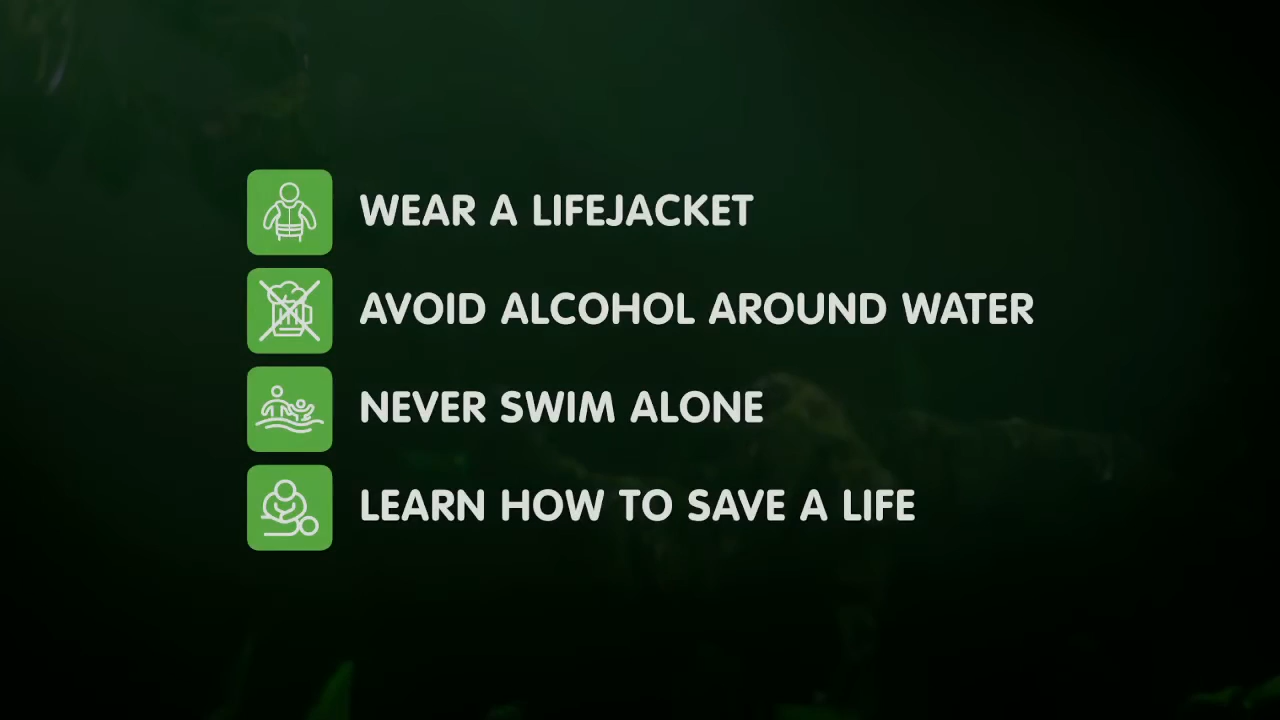 WEAR A LIFEJACKET
AVOID ALCOHOL AROUND WATER
NEVER SWIM ALONE
LEARN HOW TO SAVE A LIFE